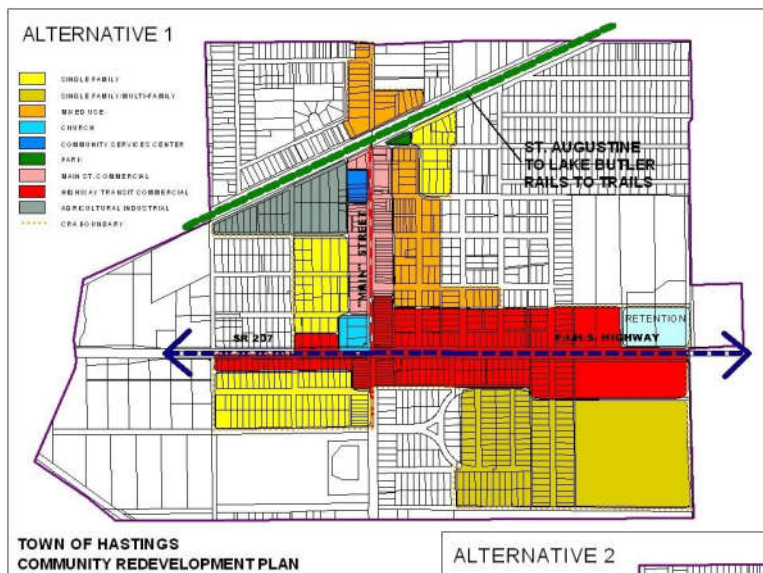 ALTERNATIVE 1
SINGLE FAMILY
SINGLE FAMILY/MULTI-FAMILY
MIXED USE
CHURCH
COMMUNITY SERVICES CENTER
PARK
MAIN ST. COMMERCIAL
HIGHWAY TRANSIT COMMERCIAL
AGRICULTURAL INDUSTRIAL
CRA BOUNDARY
ST. AUGUSTINE
TO LAKE BUTLER
RAILS TO TRAILS
"MAIN" STREET
RETENTION
SR 207
F.I.H.S. HIGHWAY
TOWN OF HASTINGS
COMMUNITY REDEVELOPMENT PLAN
ALTERNATIVE 2